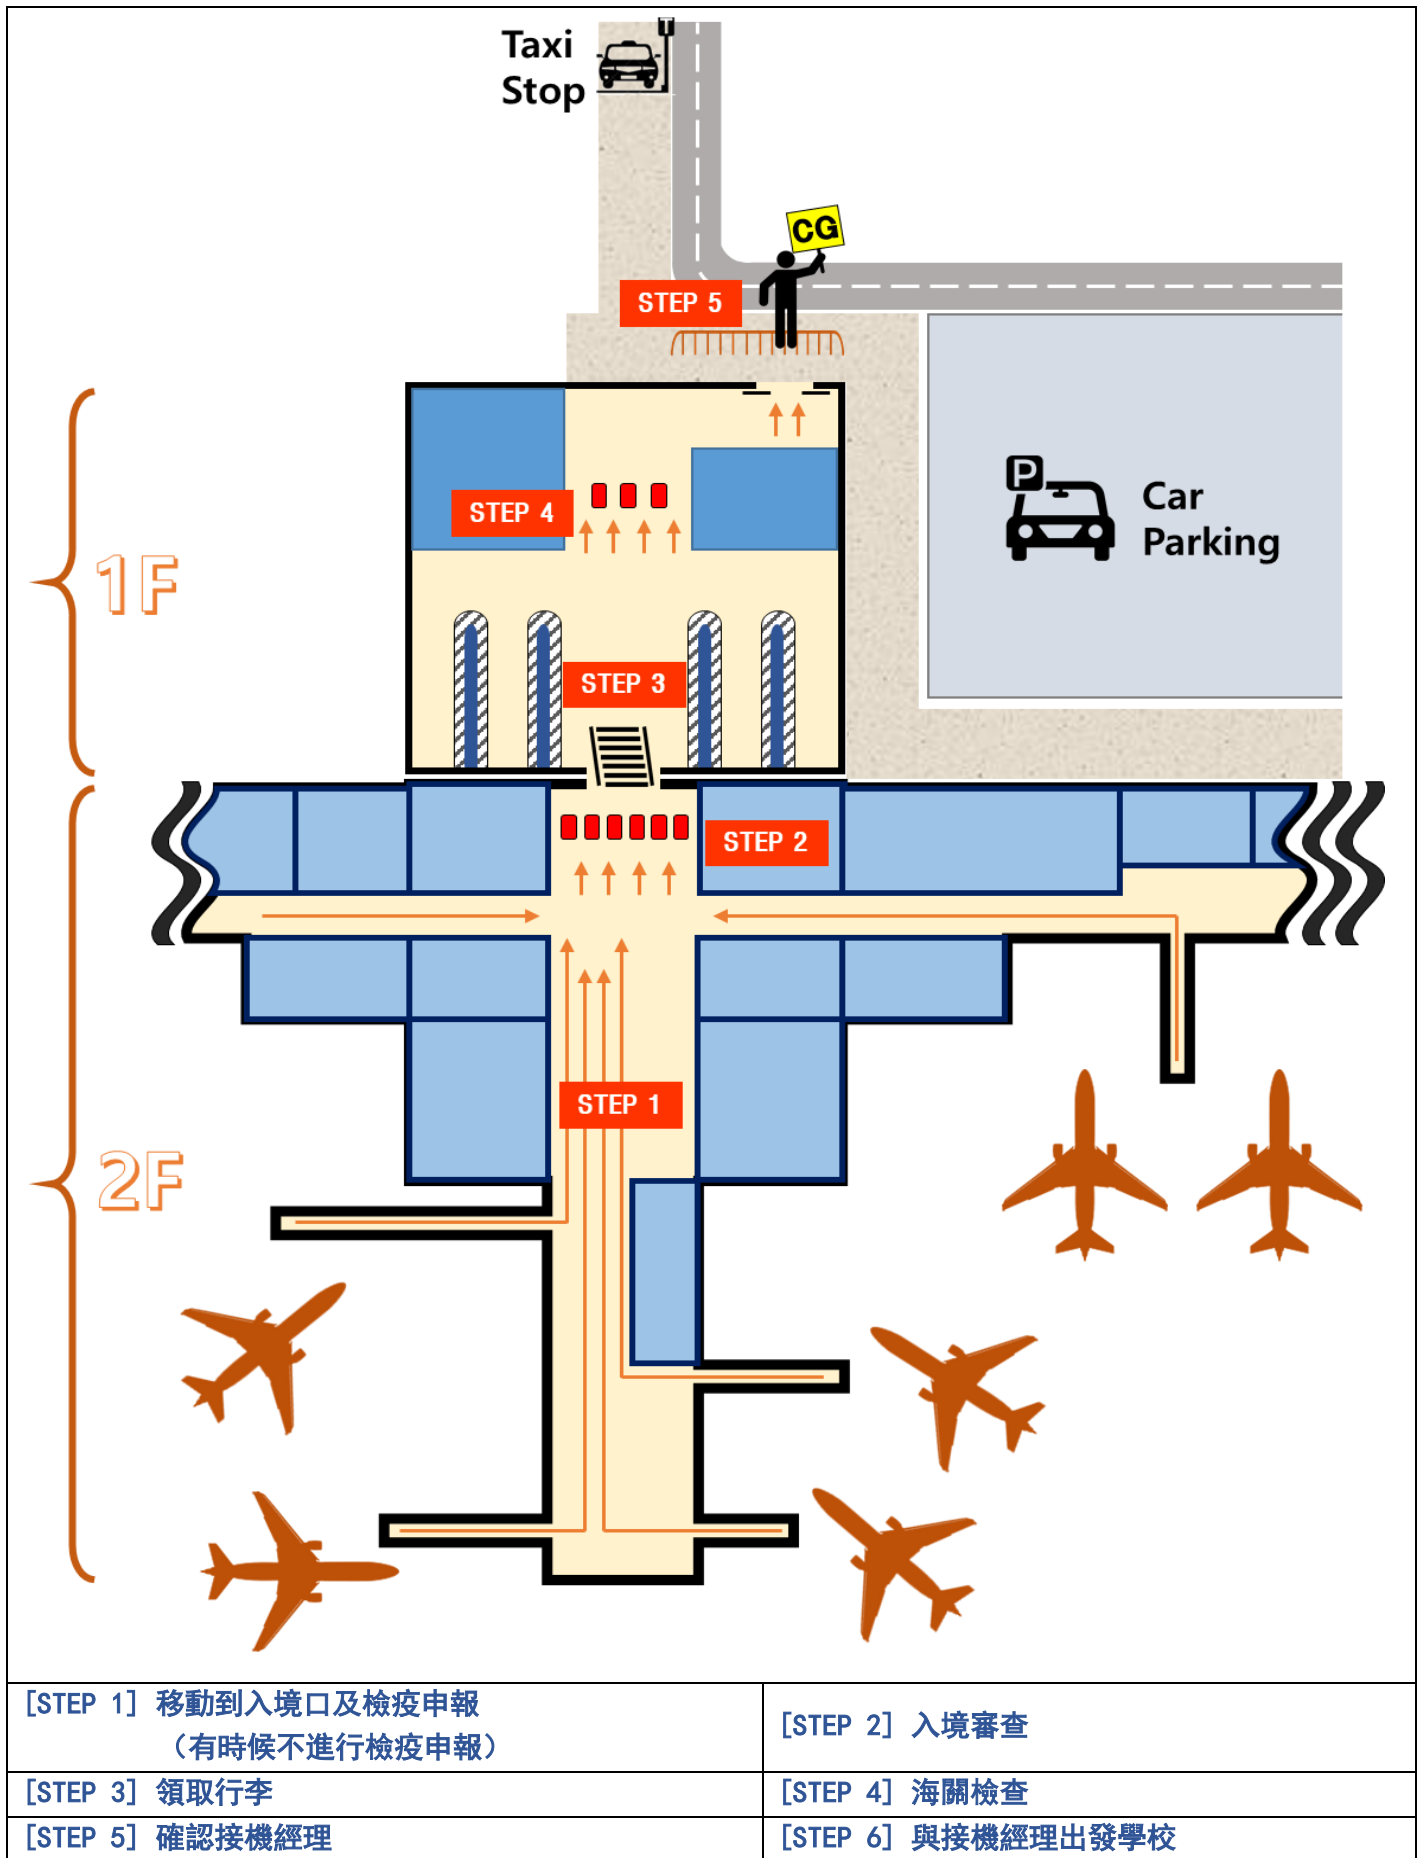 Taxi
Stop
CG
STEP 5
STEP 4
Car
Parking
P
1F
STEP 3
STEP 2
STEP 1
2F
[STEP 1] 移動到入境口及檢疫申報
（有時候不進行檢疫申報）
[STEP 2] 入境審查
[STEP 3] 領取行李
[STEP 4] 海關檢查
[STEP 5] 確認接機經理
[STEP 6] 與接機經理出發學校